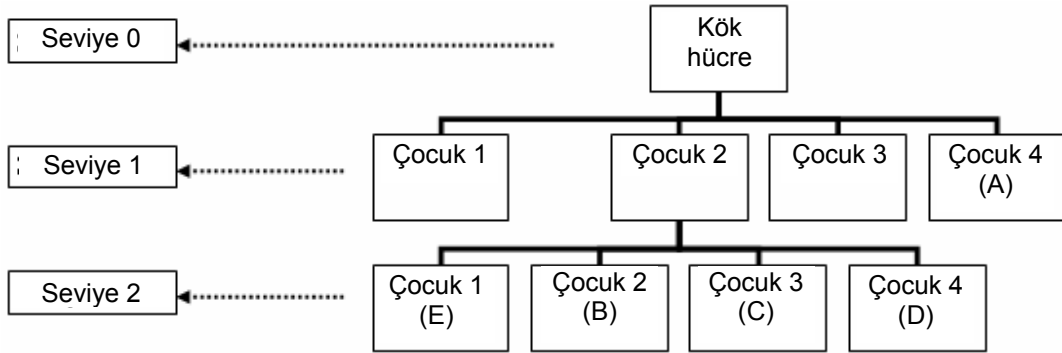 Seviye 0
Kök
hücre
Seviye 1
Çocuk 1
Çocuk 2
Çocuk 3
Çocuk 4
(A)
Seviye 2
Çocuk 1
(E)
Çocuk 2
(B)
Çocuk 3
(C)
Çocuk 4
(D)